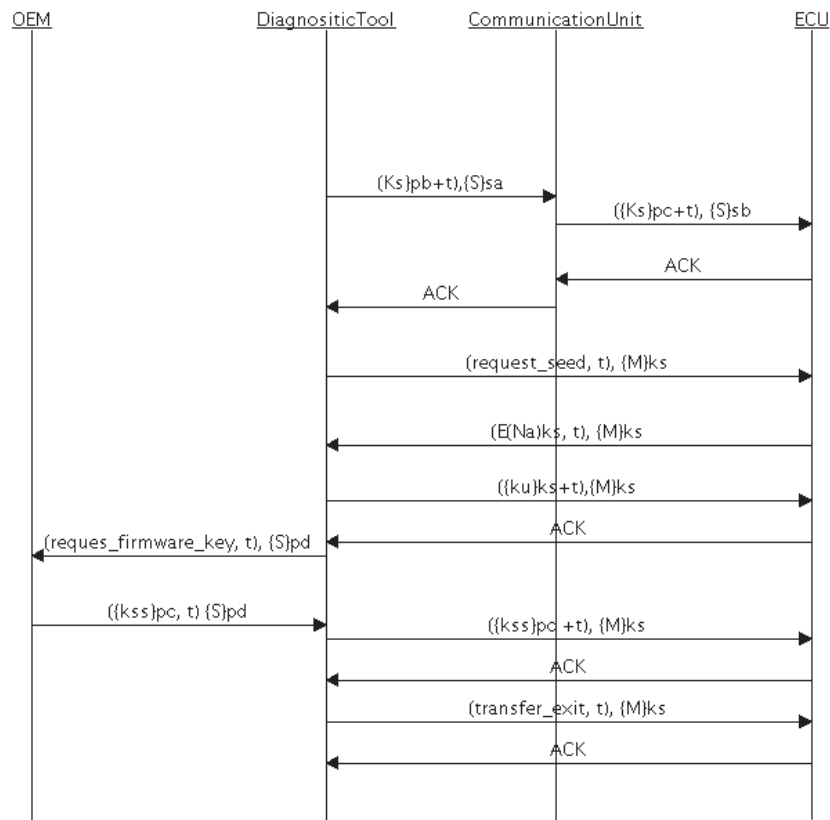 OEM DiagnositicTool CommunicationUnit ECU
(Ks}pb+t),{S}sa
({Ks}pc+t), {S}sb
ACK
ACK
(request_seed, t), {M}ks
(E(Na)ks, t), {M}ks
({ku}ks+t),{M}ks
ACK
(reques_firmware_key, t), {S}pd
({kss}pc, t) {S}pd
({kss}pc +t), {M}ks
ACK
(transfer_exit, t), {M}ks
ACK